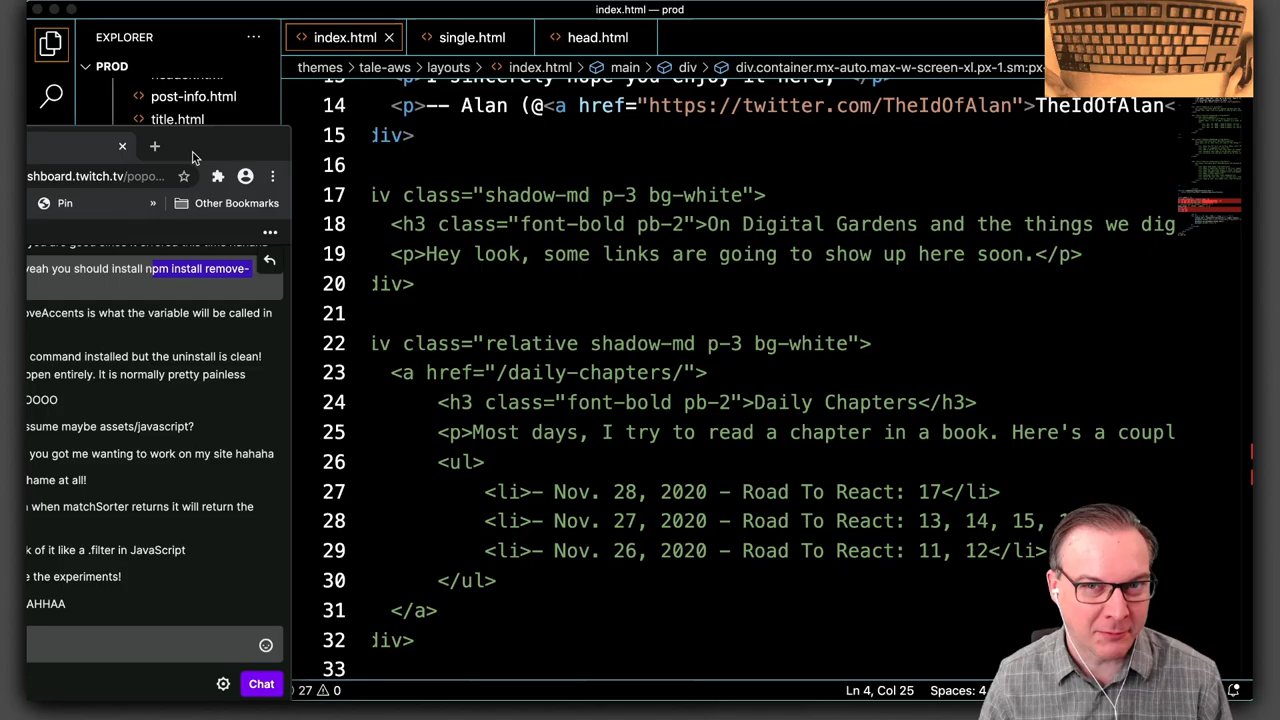 index.html — prod
EXPLORER
PROD
post-info.html
title.html
index.html
single.html
head.html
themes > tale-aws > layouts > index.html > main > div > div.container.mx-auto.max-w-screen-xl.px-1.sm:px-
14 <p>-- Alan (@<a href="https://twitter.com/TheIdOfAlan">TheIdOfAlan<
15 div>
16
17 iv class="shadow-md p-3 bg-white">
18 <h3 class="font-bold pb-2">On Digital Gardens and the things we dig
19 <p>Hey look, some links are going to show up here soon.</p>
20 div>
21
22 iv class="relative shadow-md p-3 bg-white">
23 <a href="/daily-chapters/">
24 <h3 class="font-bold pb-2">Daily Chapters</h3>
25 <p>Most days, I try to read a chapter in a book. Here's a coupl
26 <ul>
27 <li>- Nov. 28, 2020 - Road To React: 17</li>
28 <li>- Nov. 27, 2020 - Road To React: 13, 14, 15,
29 <li>- Nov. 26, 2020 - Road To React: 11, 12</li>
30 </ul>
31 </a>
32 div>
33
shboard.twitch.tv/popo...
Pin
»
Other Bookmarks
yeah you should install npm install remove-
oveAccents is what the variable will be called in
command installed but the uninstall is clean!
open entirely. It is normally pretty painless
OOOO
ssume maybe assets/javascript?
you got me wanting to work on my site hahaha
hame at all!
when matchSorter returns it will return the
k of it like a .filter in JavaScript
e the experiments!
AHHAA
Chat
27
0
Ln 4, Col 25
Spaces: 4